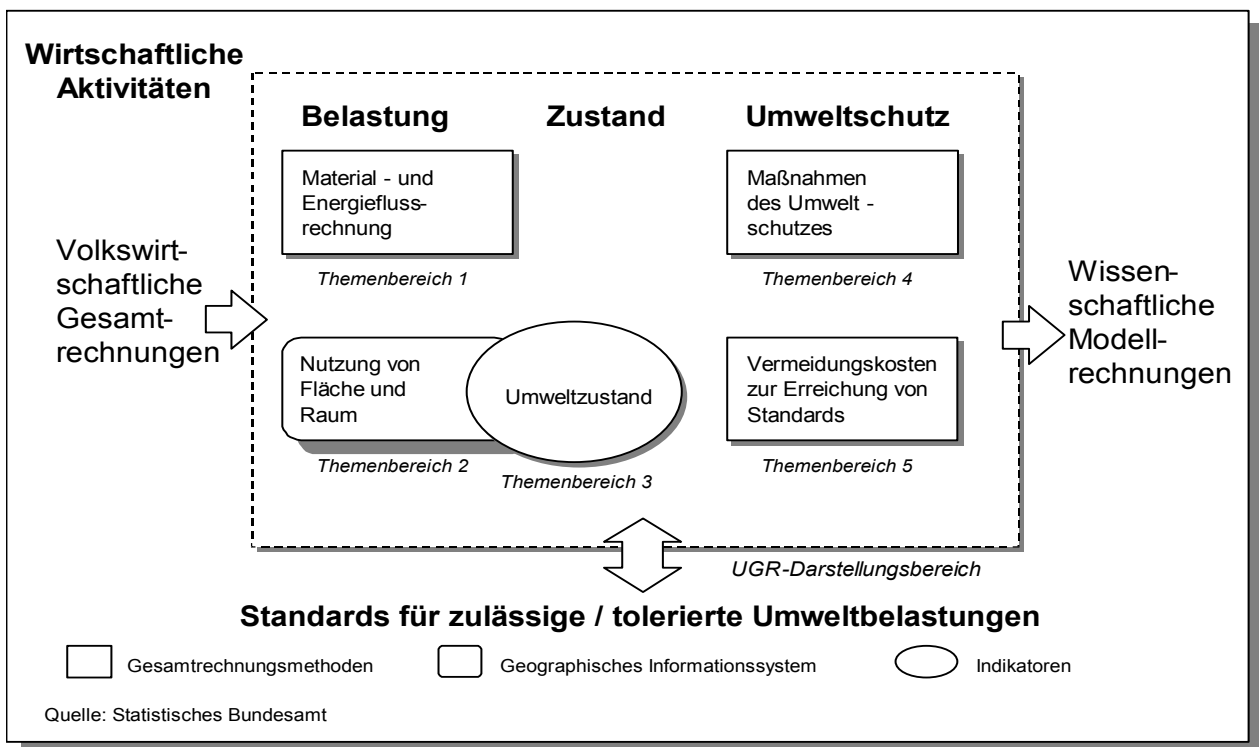 Wirtschaftliche
Aktivitäten
Belastung
Zustand
Umweltschutz
Material - und
Energiefluss-
rechnung
Themenbereich 1
Maßnahmen
des Umwelt -
schutzes
Themenbereich 4
Volkswirt-
schaftliche
Gesamt-
rechnungen
Nutzung von
Fläche und
Raum
Themenbereich 2
Umweltzustand
Themenbereich 3
Vermeidungskosten
zur Erreichung von
Standards
Themenbereich 5
Wissen-
schaftliche
Modell-
rechnungen
UGR-Darstellungsbereich
Standards für zulässige / tolerierte Umweltbelastungen
Gesamtrechnungsmethoden
Geographisches Informationssystem
Indikatoren
Quelle: Statistisches Bundesamt